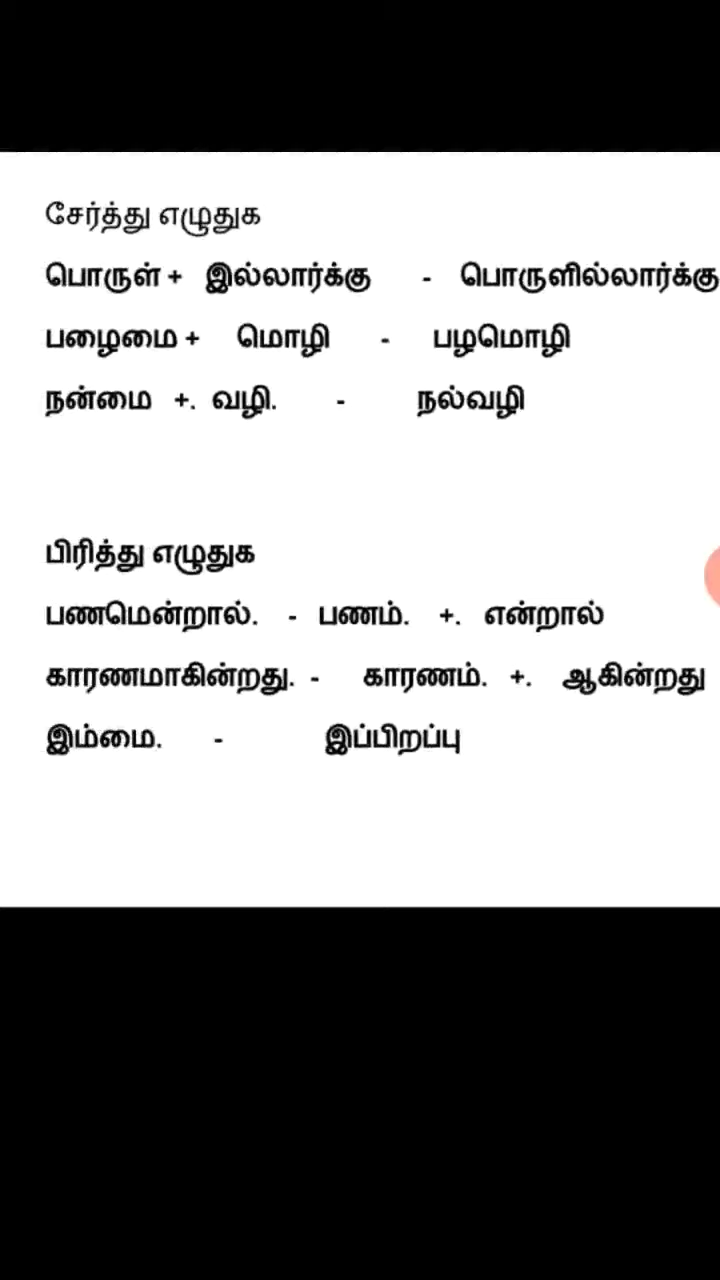 சேர்த்து எழுதுக
பொருள் + இல்லார்க்கு - பொருளில்லார்க்கு
பழைமை + மொழி - பழமொழி
நன்மை +. வழி. - நல்வழி
பிரித்து எழுதுக
பணமென்றால். - பணம். +. என்றால்
காரணமாகின்றது. - காரணம். +. ஆகின்றது
இம்மை. - இப்பிறப்பு